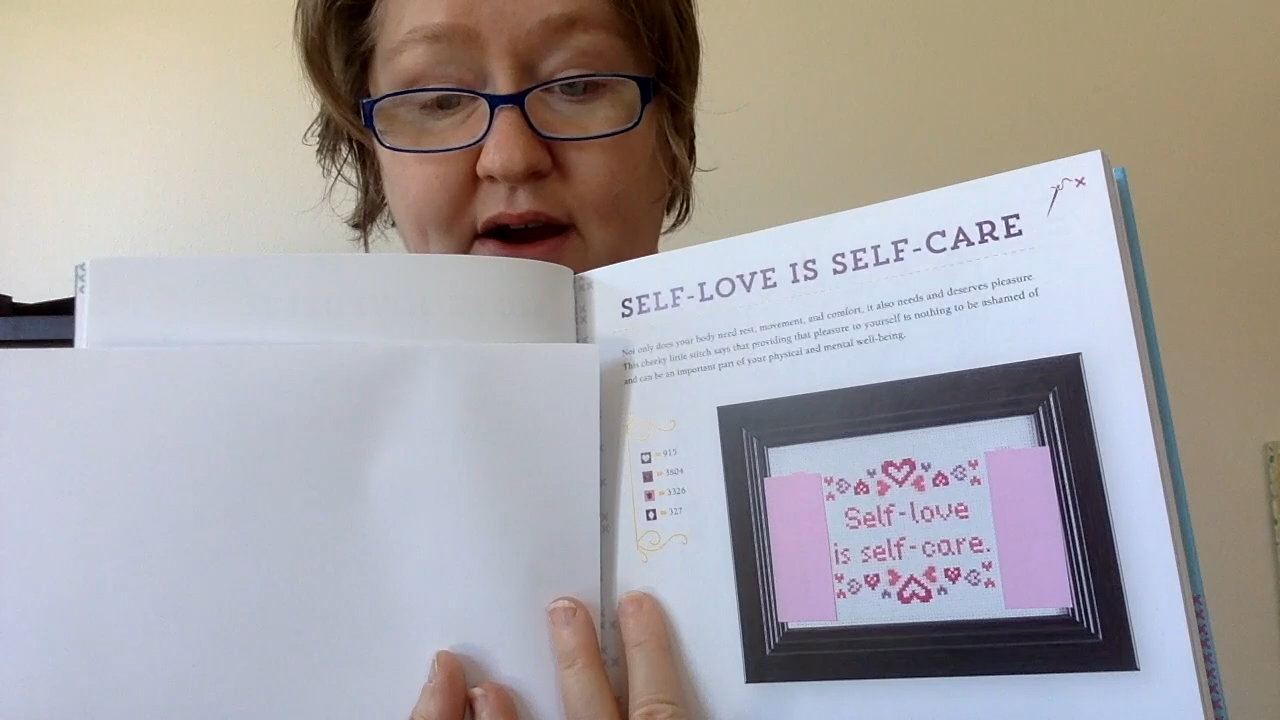 SELF-LOVE IS SELF-CARE
Not only does your body need rest, movement, and comfort, it also needs and deserves pleasure.
This cheeky little stitch says that providing that pleasure to yourself is nothing to be ashamed of
and can be an important part of your physical and mental well-being.
= 915
= 3804
= 3326
= 327
Self-love
is self-care.